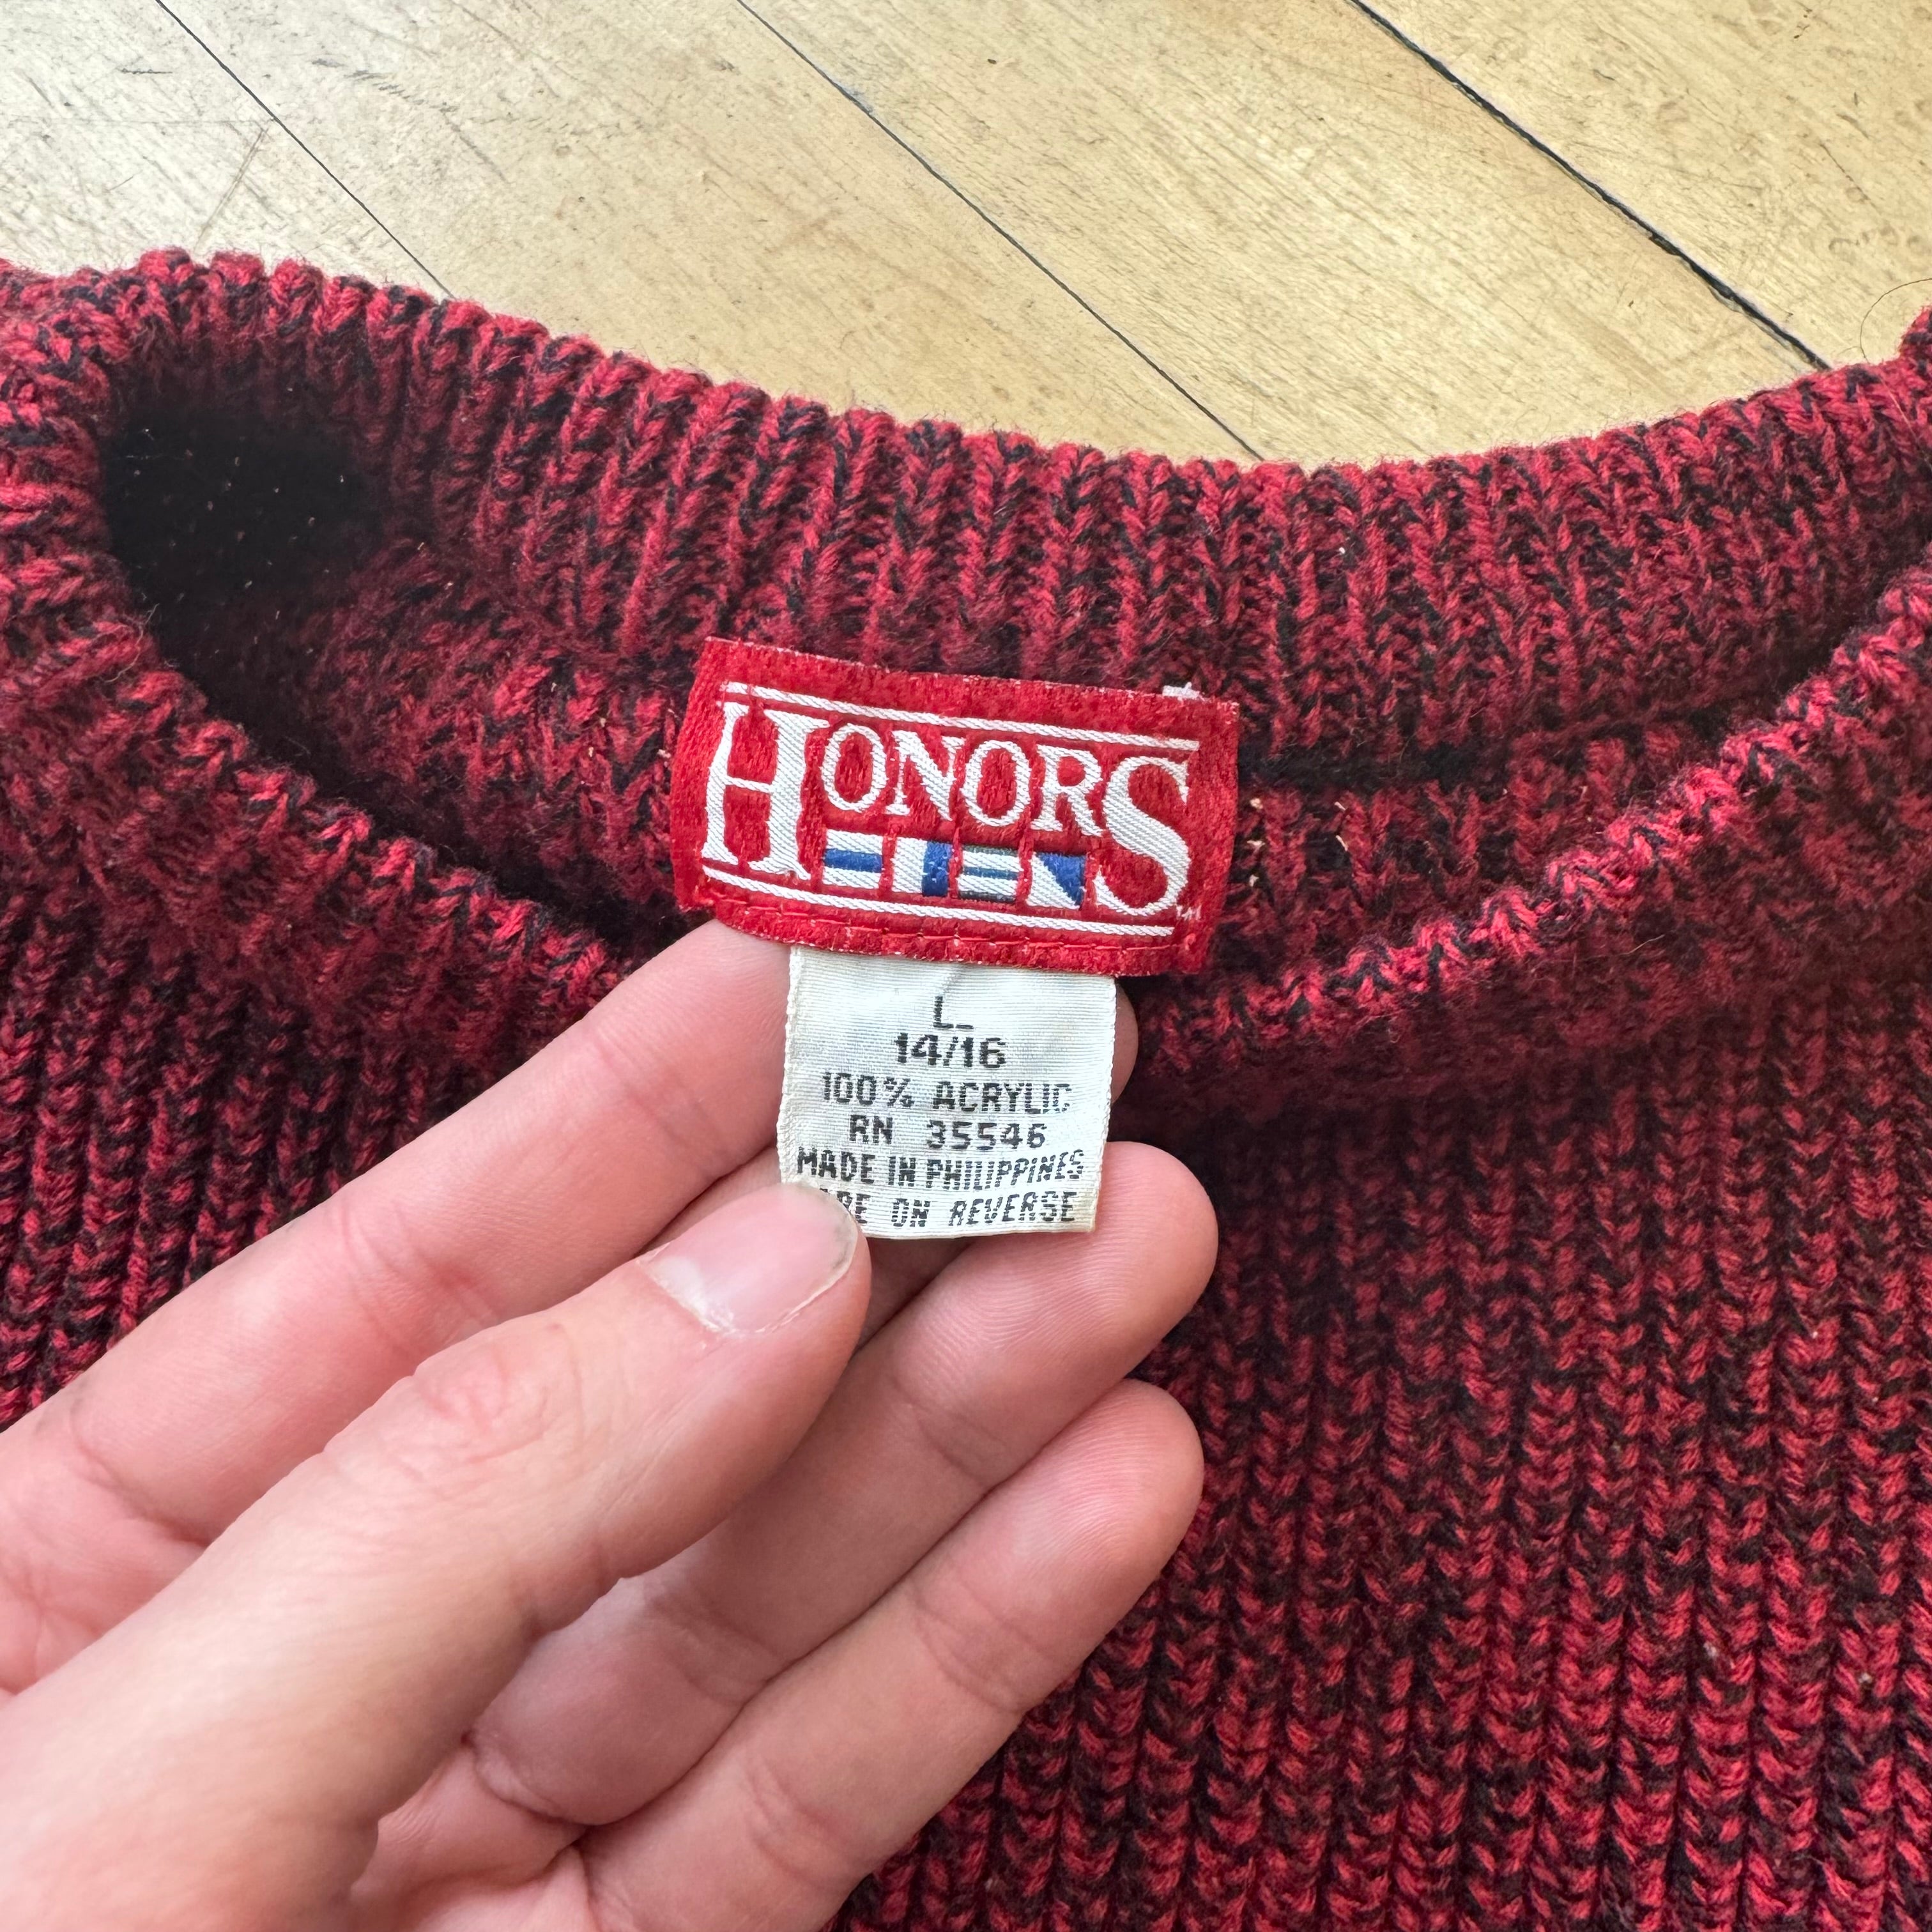 HONORS
L
14/16
100% ACRYLIC
RN 35546
MADE IN PHILIPPINES
ON REVERSE